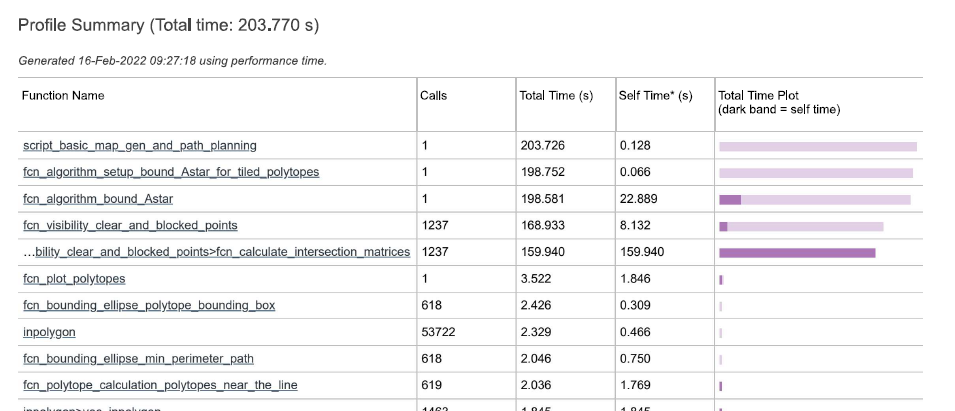 Profile Summary (Total time: 203.770 s)
Generated 16-Feb-2022 09:27:18 using performance time.
Function Name Calls Total Time (s) Self Time* (s) Total Time Plot
(dark band = self time)
script_basic_map_gen_and_path_planning 1 203.726 0.128
fcn_algorithm_setup_bound_Astar_for_tiled_polytopes 1 198.752 0.066
fcn_algorithm_bound_Astar 1 198.581 22.889
fcn_visibility_clear_and_blocked_points 1237 168.933 8.132
...bility_clear_and_blocked_points>fcn_calculate_intersection_matrices 1237 159.940 159.940
fcn_plot_polytopes 1 3.522 1.846
fcn_bounding_ellipse_polytope_bounding_box 618 2.426 0.309
inpolygon 53722 2.329 0.466
fcn_bounding_ellipse_min_perimeter_path 618 2.046 0.750
fcn_polytope_calculation_polytopes_near_the_line 619 2.036 1.769